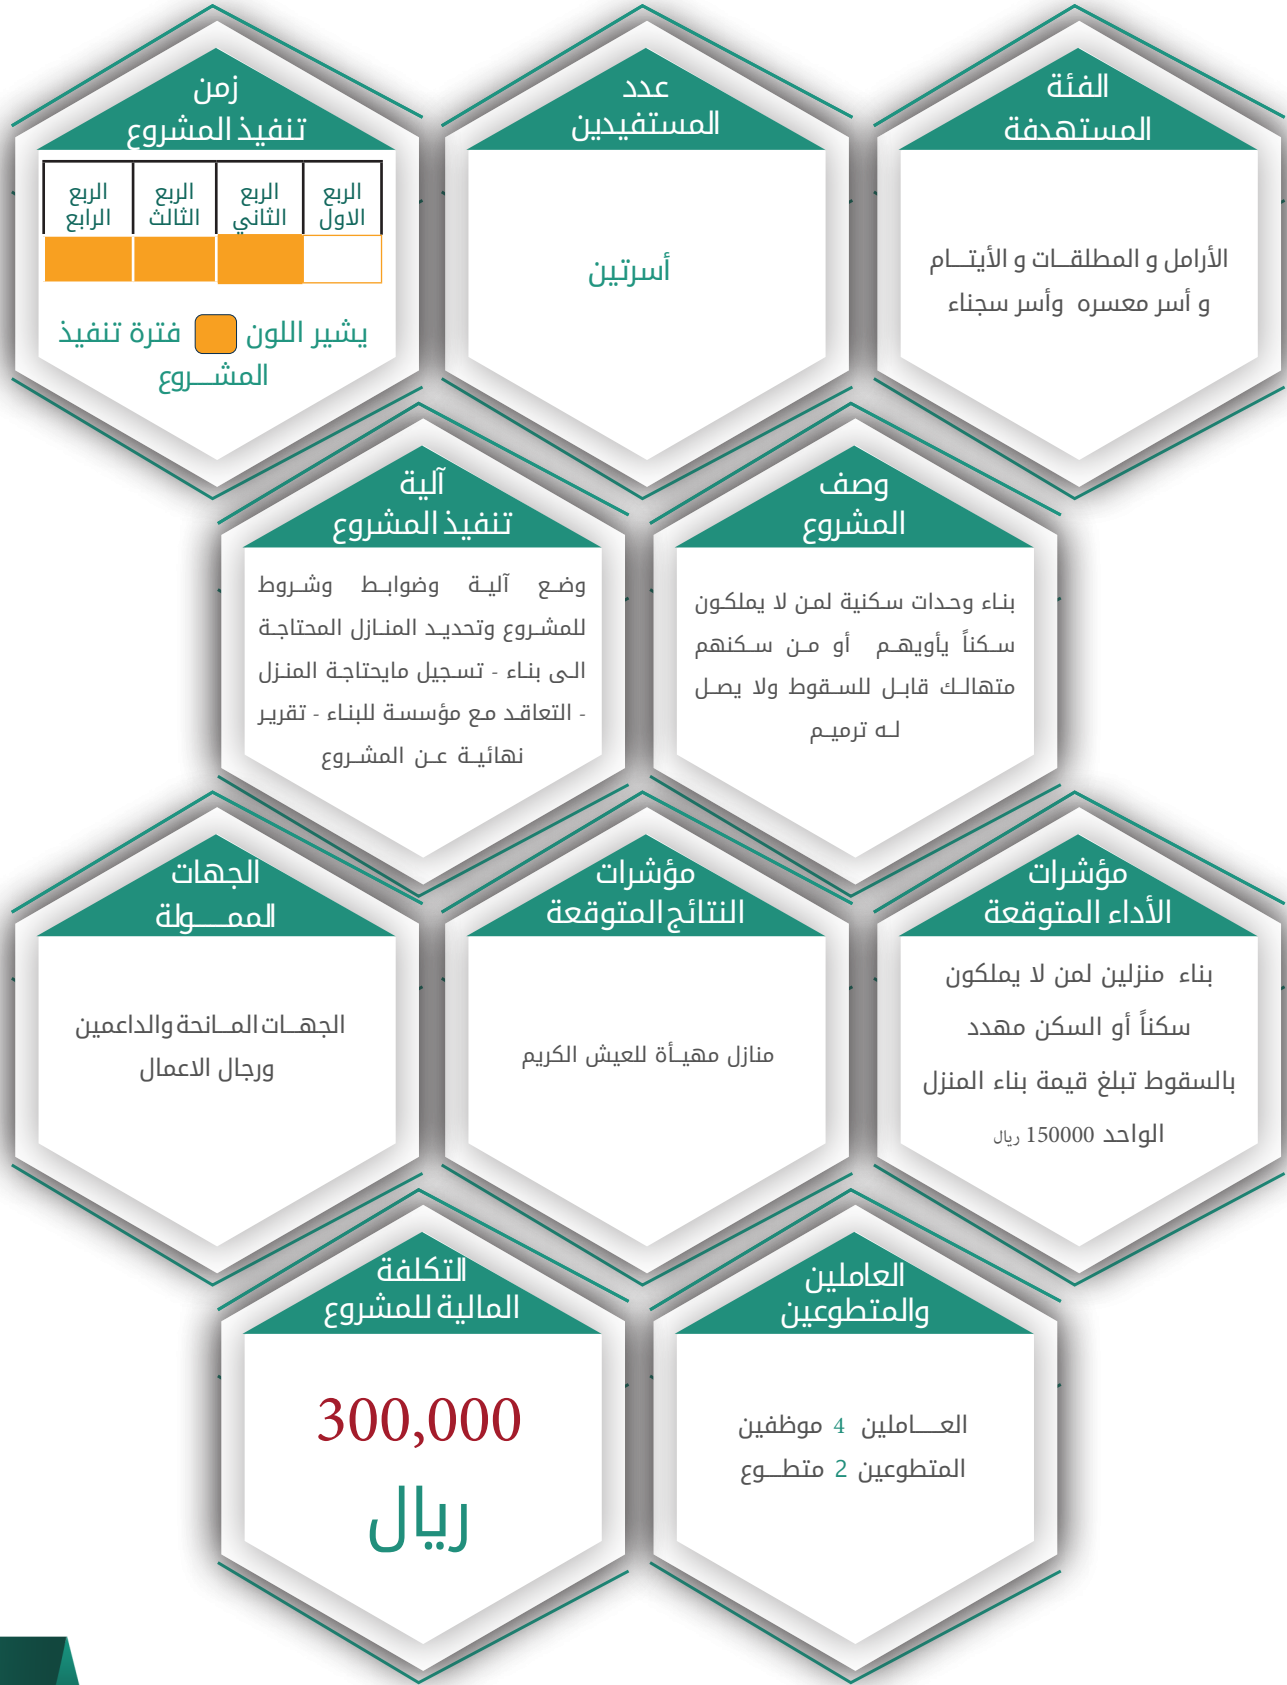 الفئة
المستهدفة
الأرامل و المطلقات و الأيتام
و أسر معسره وأسر سجناء
عدد
المستفيدين
أسرتين
زمن
تنفيذ المشروع
الربع الاول
الربع الثاني
الربع الثالث
الربع الرابع
يشير اللون فترة تنفيذ
المشروع
وصف
المشروع
بناء وحدات سكنية لمن لا يملكون
سكناً يأويهم أو من سكنهم
متهالك قابل للسقوط ولا يصل
له ترميم
آلية
تنفيذ المشروع
وضع آلية وضوابط وشروط
للمشروع وتحديد المنازل المحتاجة
الى بناء - تسجيل مايحتاجة المنزل
- التعاقد مع مؤسسة للبناء - تقرير
نهائية عن المشروع
مؤشرات
الأداء المتوقعة
بناء منزلين لمن لا يملكون
سكناً أو السكن مهدد
بالسقوط تبلغ قيمة بناء المنزل
الواحد 150000 ريال
مؤشرات
النتائج المتوقعة
منازل مهيأة للعيش الكريم
الجهات
الممولة
الجهات المانحة والداعمين
ورجال الاعمال
العاملين
والمتطوعين
العاملين 4 موظفين
المتطوعين 2 متطوع
التكلفة
المالية للمشروع
300,000
ريال